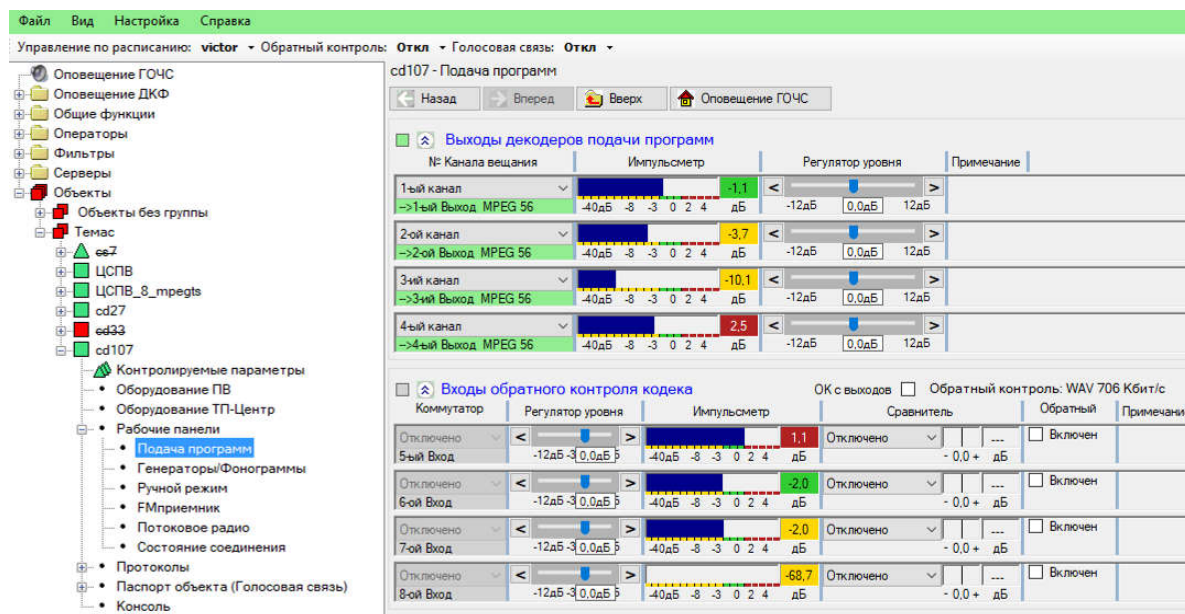 Файл Вид Настройка Справка
Управление по расписанию: victor Обратный контроль: Откл Голосовая связь: Откл
Оповещение ГОЧС
Оповещение ДКФ
Общие функции
Операторы
Фильтры
Серверы
Объекты
Объекты без группы
Темас
св7
ЦСПВ
ЦСПВ_8_mpegts
cd27
cd33
cd107
Контролируемые параметры
Оборудование ПВ
Оборудование ТП-Центр
Рабочие панели
Подача программ
Генераторы/Фонограммы
Ручной режим
FMприемник
Потоковое радио
Состояние соединения
Протоколы
Паспорт объекта (Голосовая связь)
Консоль
cd107 - Подача программ
Назад Вперед Вверх Оповещение ГОЧС
Выходы декодеров подачи программ
№ Канала вещания Импульсметр Регулятор уровня Примечание
1-ый канал -1,1 < >
-->1-ый Выход MPEG 56 -40дБ -8 -3 0 2 4 дБ -12дБ 0,0дБ 12дБ
2-ой канал -3,7 < >
-->2-ой Выход MPEG 56 -40дБ -8 -3 0 2 4 дБ -12дБ 0,0дБ 12дБ
3-ий канал -10,1 < >
-->3-ий Выход MPEG 56 -40дБ -8 -3 0 2 4 дБ -12дБ 0,0дБ 12дБ
4-ый канал 2,5 < >
-->4-ый Выход MPEG 56 -40дБ -8 -3 0 2 4 дБ -12дБ 0,0дБ 12дБ
Входы обратного контроля кодека ОК с выходов Обратный контроль: WAV 706 Кбит/с
Коммутатор Регулятор уровня Импульсметр Сравнитель Обратный Примечани
Отключено < > 1,1 Отключено --- Включен
5-ый Вход -12дБ -3 0,0дБ -40дБ -8 -3 0 2 4 дБ - 0,0 + дБ
Отключено < > -2,0 Отключено --- Включен
6-ой Вход -12дБ -3 0,0дБ -40дБ -8 -3 0 2 4 дБ - 0,0 + дБ
Отключено < > -2,0 Отключено --- Включен
7-ой Вход -12дБ -3 0,0дБ -40дБ -8 -3 0 2 4 дБ - 0,0 + дБ
Отключено < > -68,7 Отключено --- Включен
8-ой Вход -12дБ -3 0,0дБ -40дБ -8 -3 0 2 4 дБ - 0,0 + дБ